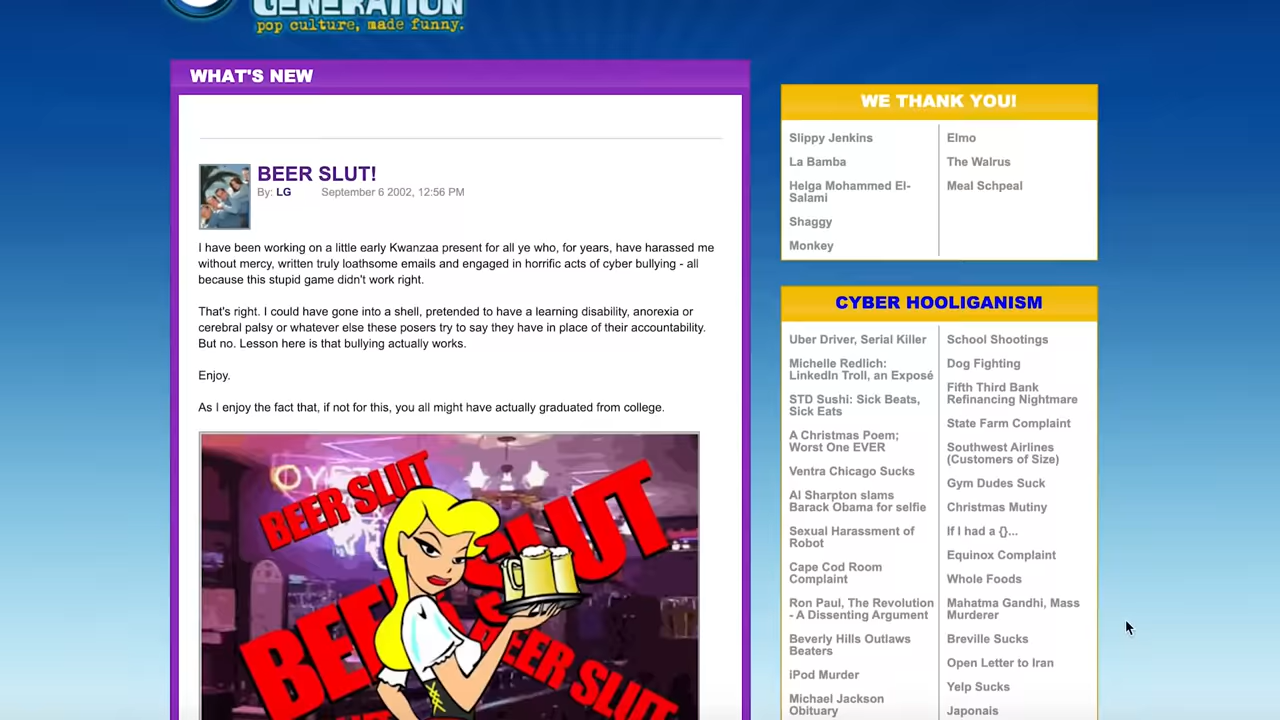 GENERATION
pop culture, made funny.
WHAT'S NEW
BEER SLUT!
By: LG September 6 2002, 12:56 PM
I have been working on a little early Kwanzaa present for all ye who, for years, have harassed me
without mercy, written truly loathsome emails and engaged in horrific acts of cyber bullying - all
because this stupid game didn't work right.
That's right. I could have gone into a shell, pretended to have a learning disability, anorexia or
cerebral palsy or whatever else these posers try to say they have in place of their accountability.
But no. Lesson here is that bullying actually works.
Enjoy.
As I enjoy the fact that, if not for this, you all might have actually graduated from college.
BEER SLUT
BEER SLUT
BEER SLUT
WE THANK YOU!
Slippy Jenkins
La Bamba
Helga Mohammed El-
Salami
Shaggy
Monkey
Elmo
The Walrus
Meal Schpeal
CYBER HOOLIGANISM
Uber Driver, Serial Killer
Michelle Redlich:
LinkedIn Troll, an Exposé
STD Sushi: Sick Beats,
Sick Eats
A Christmas Poem;
Worst One EVER
Ventra Chicago Sucks
Al Sharpton slams
Barack Obama for selfie
Sexual Harassment of
Robot
Cape Cod Room
Complaint
Ron Paul, The Revolution
- A Dissenting Argument
Beverly Hills Outlaws
Beaters
iPod Murder
Michael Jackson
Obituary
School Shootings
Dog Fighting
Fifth Third Bank
Refinancing Nightmare
State Farm Complaint
Southwest Airlines
(Customers of Size)
Gym Dudes Suck
Christmas Mutiny
If I had a {}...
Equinox Complaint
Whole Foods
Mahatma Gandhi, Mass
Murderer
Breville Sucks
Open Letter to Iran
Yelp Sucks
Japonais